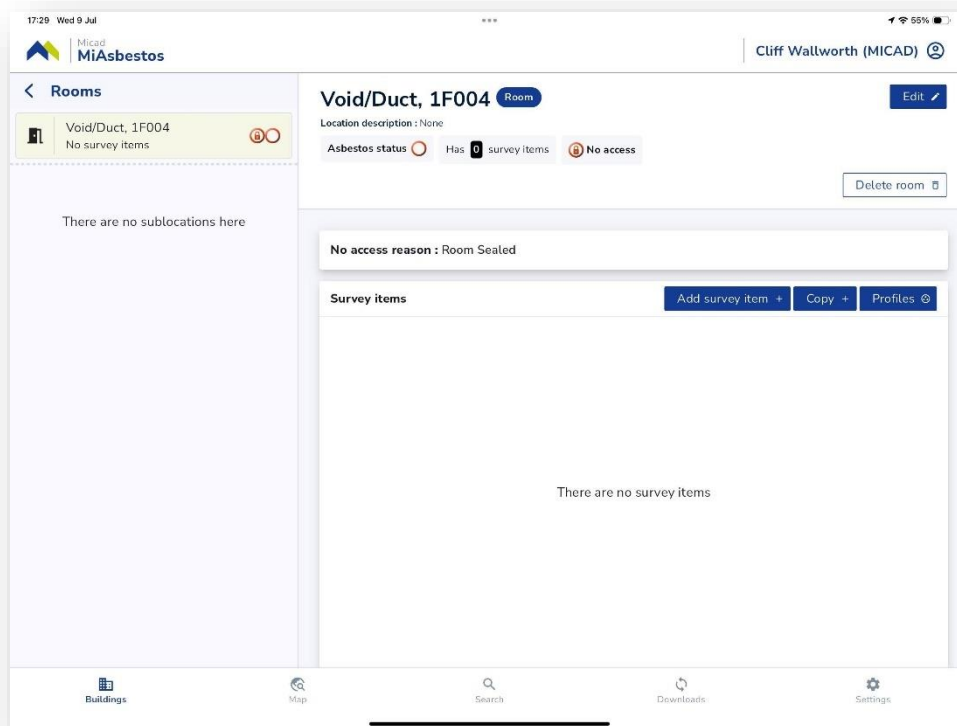 17:29 Wed 9 Jul
55%
Micad
MiAsbestos
Cliff Wallworth (MICAD)
Rooms
Void/Duct, 1F004
No survey items
There are no sublocations here
Void/Duct, 1F004 Room
Edit
Location description : None
Asbestos status Has 0 survey items No access
Delete room
No access reason : Room Sealed
Survey items Add survey item + Copy + Profiles
There are no survey items
Buildings Map Search Downloads Settings